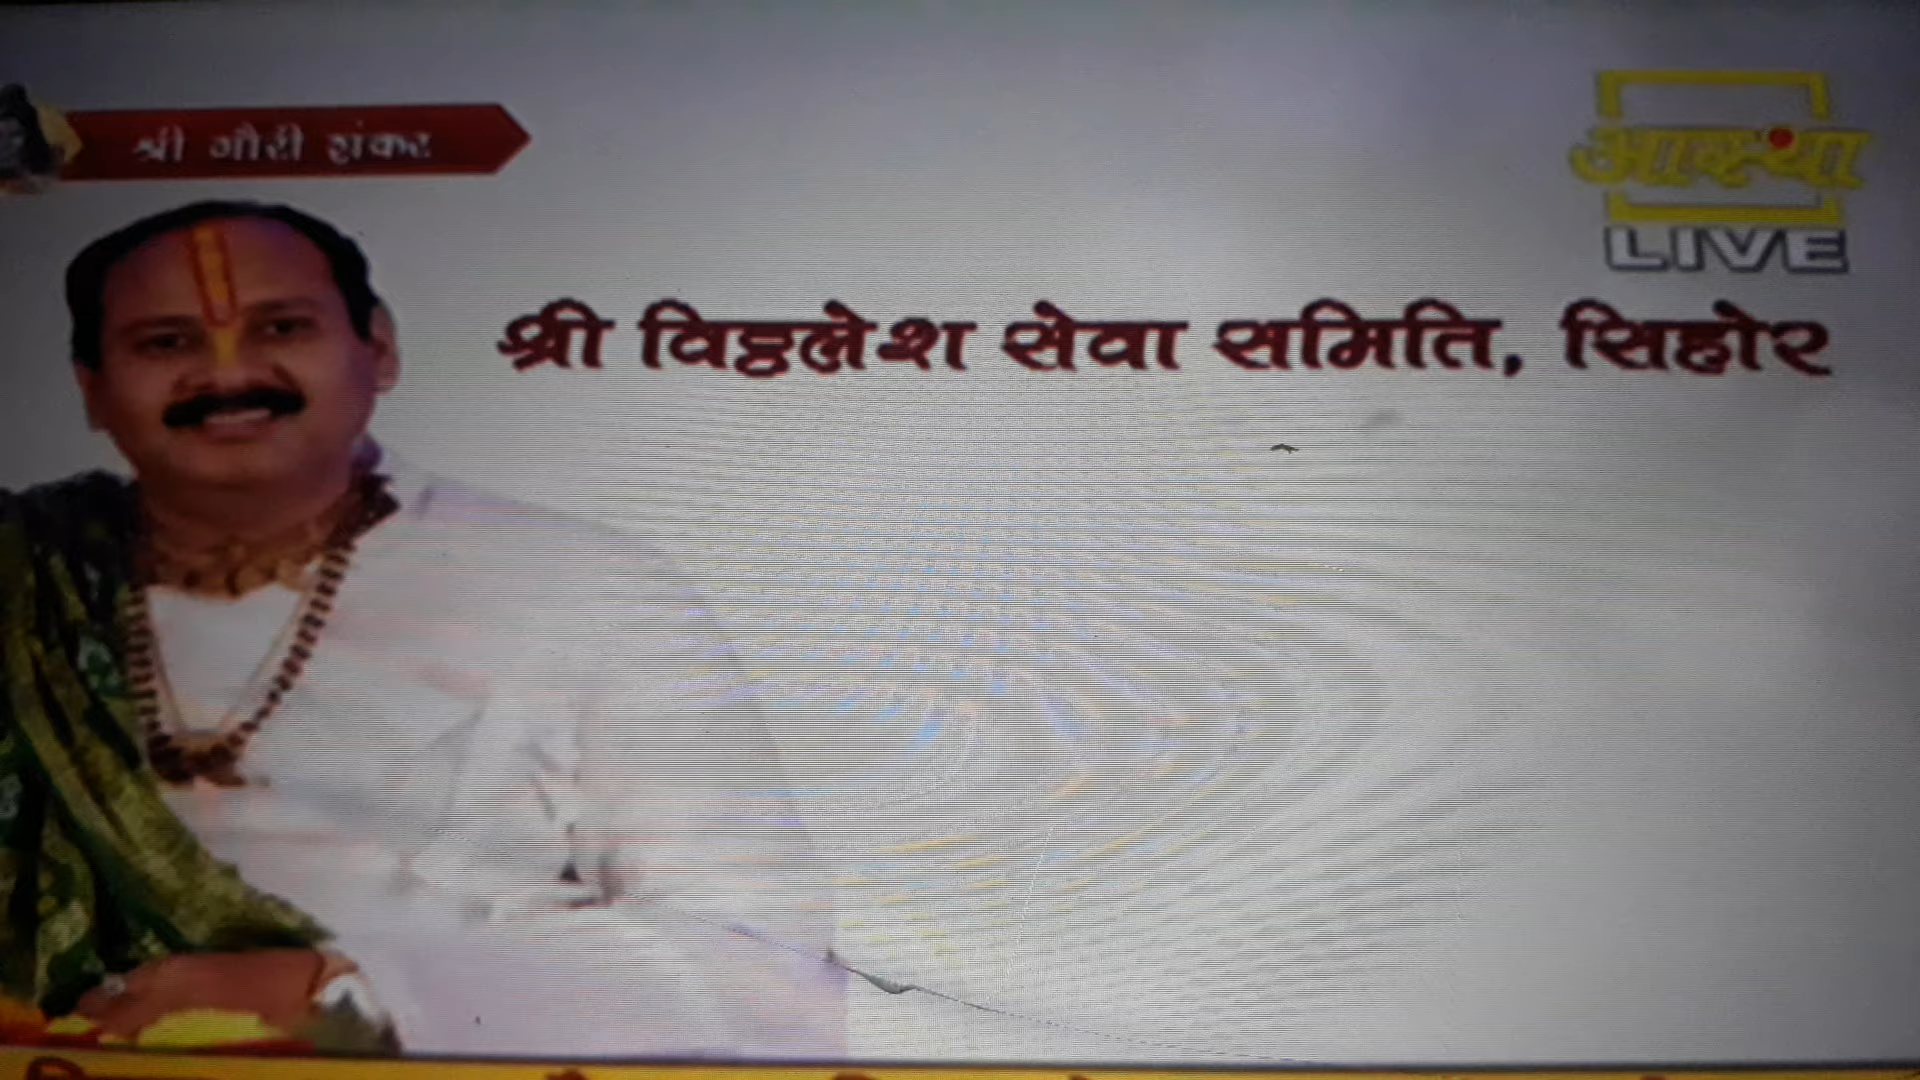 श्री गौरी शंकर
आस्था
LIVE
श्री विठ्ठलेश सेवा समिति, सिहोर